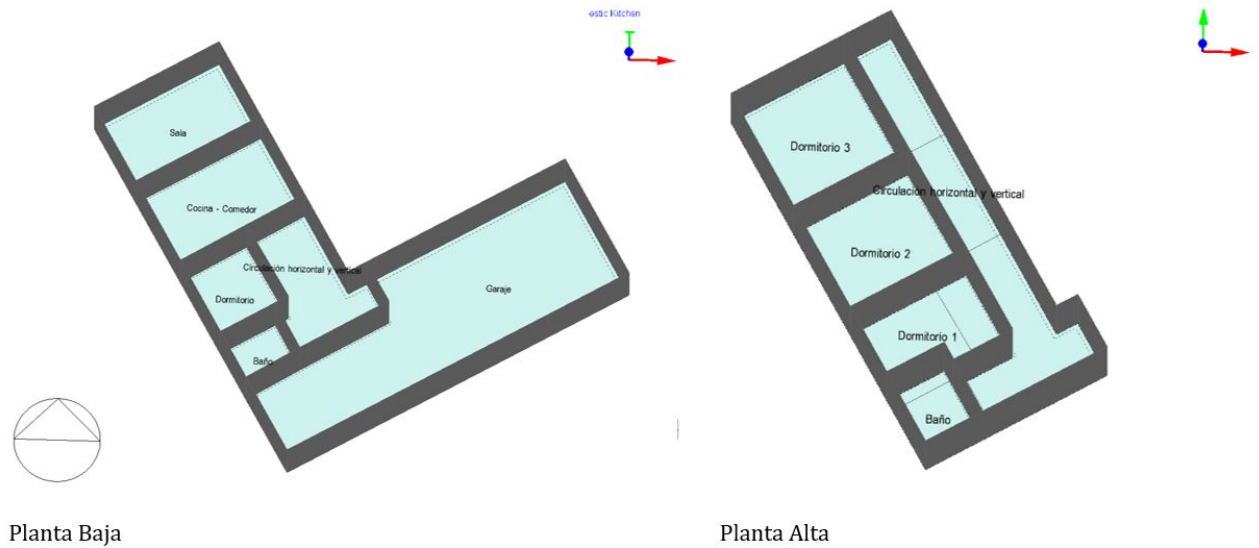 estic Kitchen
Sala
Cocina - Comedor
Circulación horizontal y vertical
Dormitorio
Garaje
Baño
Dormitorio 3
Circulación horizontal y vertical
Dormitorio 2
Dormitorio 1
Baño
Planta Baja
Planta Alta